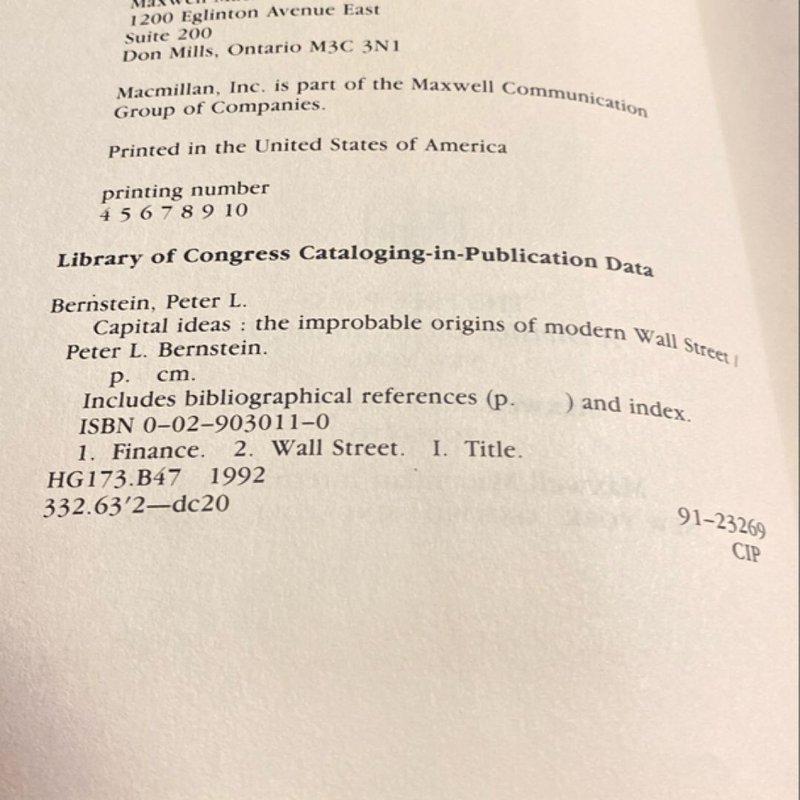 1200 Eglinton Avenue East
Suite 200
Don Mills, Ontario M3C 3N1
Macmillan, Inc. is part of the Maxwell Communication
Group of Companies.
Printed in the United States of America
printing number
4 5 6 7 8 9 10
Library of Congress Cataloging-in-Publication Data
Bernstein, Peter L.
Capital ideas : the improbable origins of modern Wall Street /
Peter L. Bernstein.
p. cm.
Includes bibliographical references (p. ) and index.
ISBN 0-02-903011-0
1. Finance. 2. Wall Street. I. Title.
HG173.B47 1992
332.63′2—dc20
91-23269
CIP